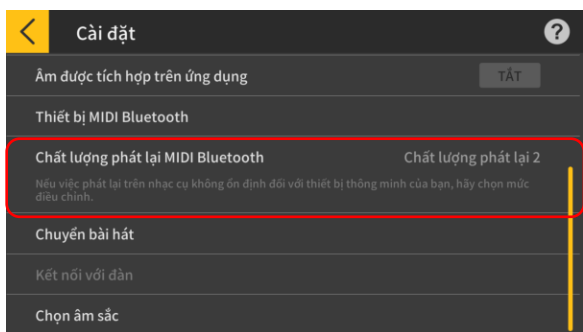 Cài đặt
?
Âm được tích hợp trên ứng dụng TẮT
Thiết bị MIDI Bluetooth
Chất lượng phát lại MIDI Bluetooth Chất lượng phát lại 2
Nếu việc phát lại trên nhạc cụ không ổn định đối với thiết bị thông minh của bạn, hãy chọn mức
điều chỉnh.
Chuyển bài hát
Kết nối với đàn
Chọn âm sắc